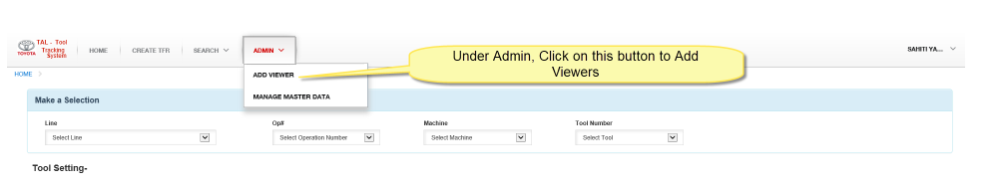 TAL - Tool
Tracking
System
TOYOTA
HOME
CREATE TFR
SEARCH
ADMIN
SAHITI YA...
Under Admin, Click on this button to Add
Viewers
HOME >
ADD VIEWER
MANAGE MASTER DATA
Make a Selection
Line Op# Machine Tool Number
Select Line Select Operation Number Select Machine Select Tool
Tool Setting-